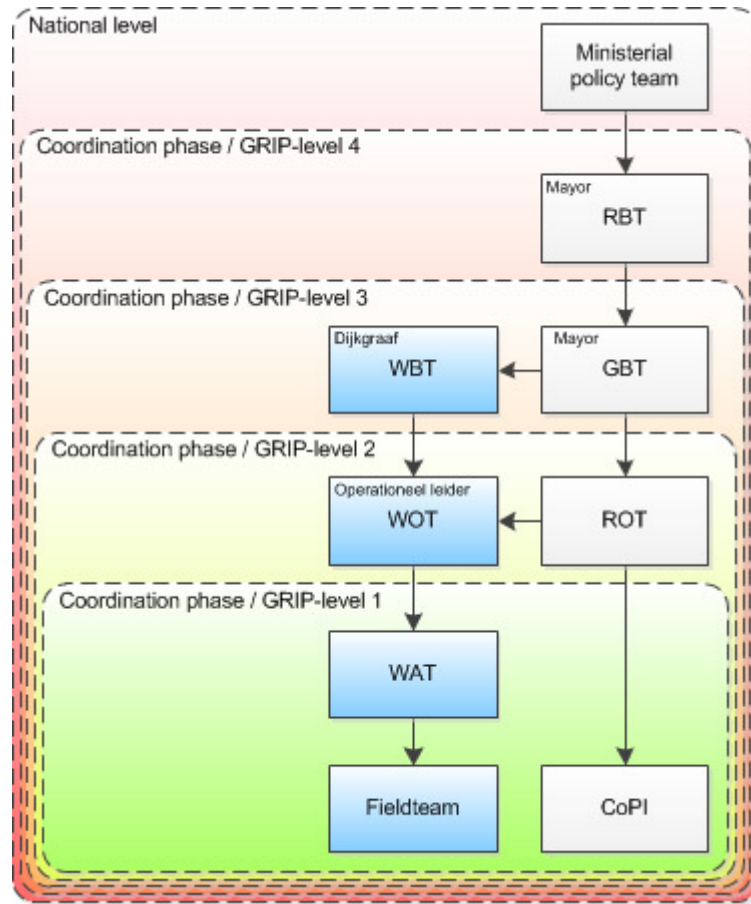 National level
Ministerial
policy team
Coordination phase / GRIP-level 4
Mayor
RBT
Coordination phase / GRIP-level 3
Dijkgraaf
WBT
Mayor
GBT
Coordination phase / GRIP-level 2
Operationeel leider
WOT
ROT
Coordination phase / GRIP-level 1
WAT
Fieldteam
CoPI